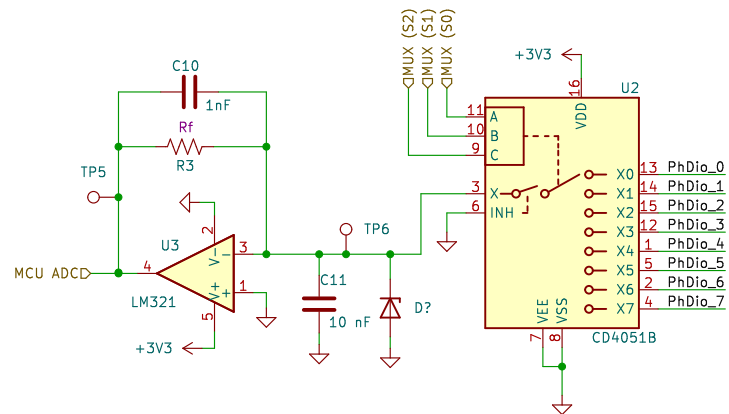 MUX (S2)
MUX (S1)
MUX (S0)
+3V3
16
U2
VDD
C10
1nF
Rf
R3
TP5
11 A
10 B
9 C
3 X
6 INH
X0 13 PhDio_0
X1 14 PhDio_1
X2 15 PhDio_2
X3 12 PhDio_3
X4 1 PhDio_4
X5 5 PhDio_5
X6 2 PhDio_6
X7 4 PhDio_7
TP6
U3
2
V-
3
-
MCU ADC
4
LM321
V+
+
1
5
+3V3
C11
10 nF
D?
VEE
VSS
7
8
CD4051B